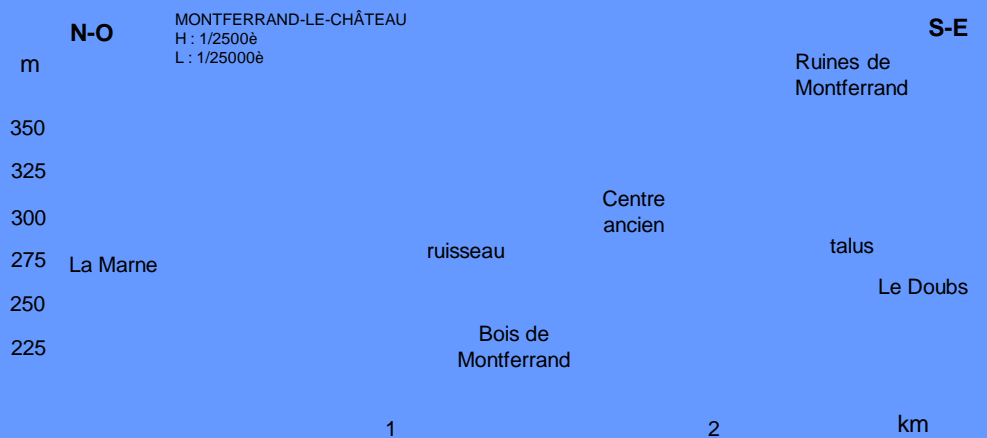 N-O
MONTFERRAND-LE-CHÂTEAU
H : 1/2500è
L : 1/25000è
S-E
m
Ruines de
Montferrand
350
325
300
Centre
ancien
275
La Marne
ruisseau
talus
Le Doubs
250
225
Bois de
Montferrand
1
2
km